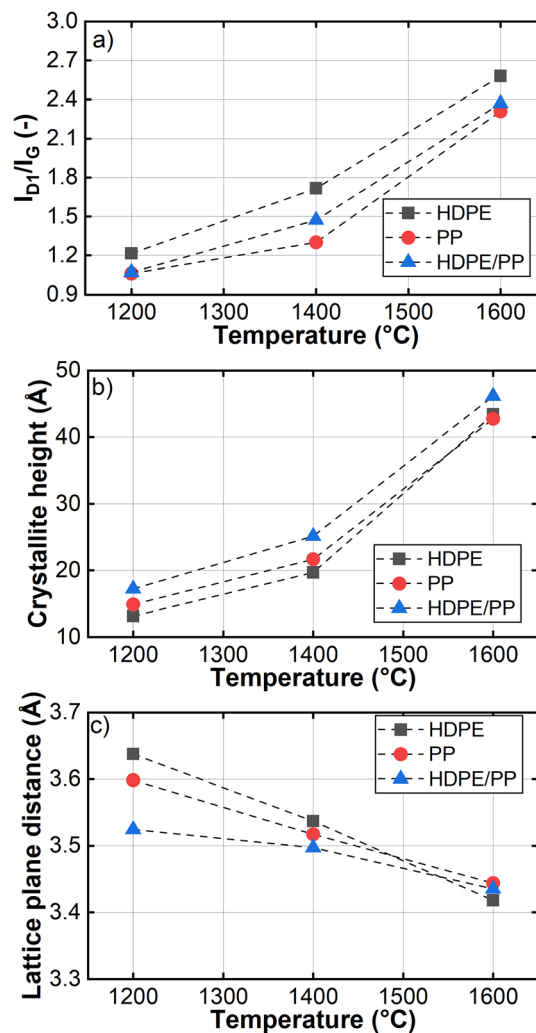 a)
3.0
2.7
2.4
2.1
1.8
1.5
1.2
0.9
I_D1/I_G (-)
HDPE
PP
HDPE/PP
1200 1300 1400 1500 1600
Temperature (°C)
b)
50
40
30
20
10
Crystallite height (Å)
HDPE
PP
HDPE/PP
1200 1300 1400 1500 1600
Temperature (°C)
c)
3.7
3.6
3.5
3.4
3.3
Lattice plane distance (Å)
HDPE
PP
HDPE/PP
1200 1300 1400 1500 1600
Temperature (°C)